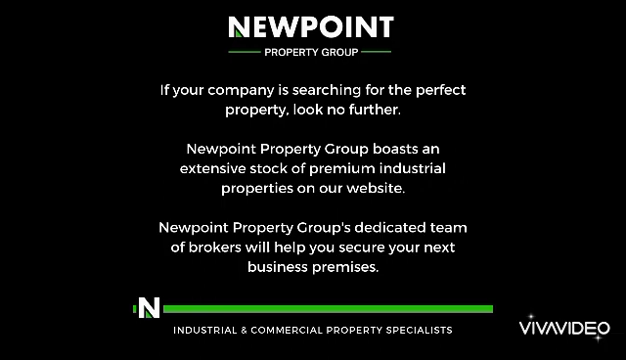 NEWPOINT
PROPERTY GROUP
If your company is searching for the perfect
property, look no further.
Newpoint Property Group boasts an
extensive stock of premium industrial
properties on our website.
Newpoint Property Group's dedicated team
of brokers will help you secure your next
business premises.
N
INDUSTRIAL & COMMERCIAL PROPERTY SPECIALISTS
VIVAVIDEO